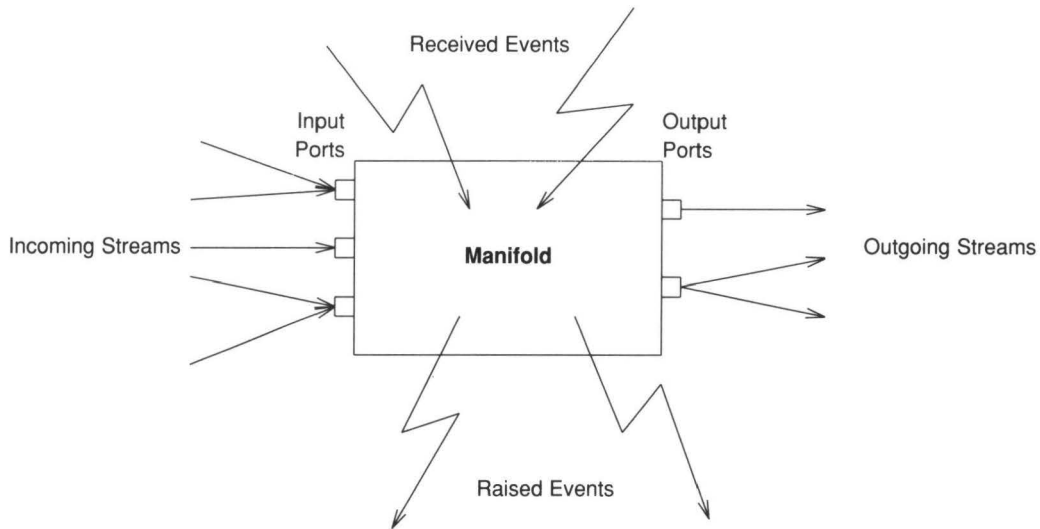 Received Events
Input
Ports
Output
Ports
Incoming Streams
Manifold
Outgoing Streams
Raised Events